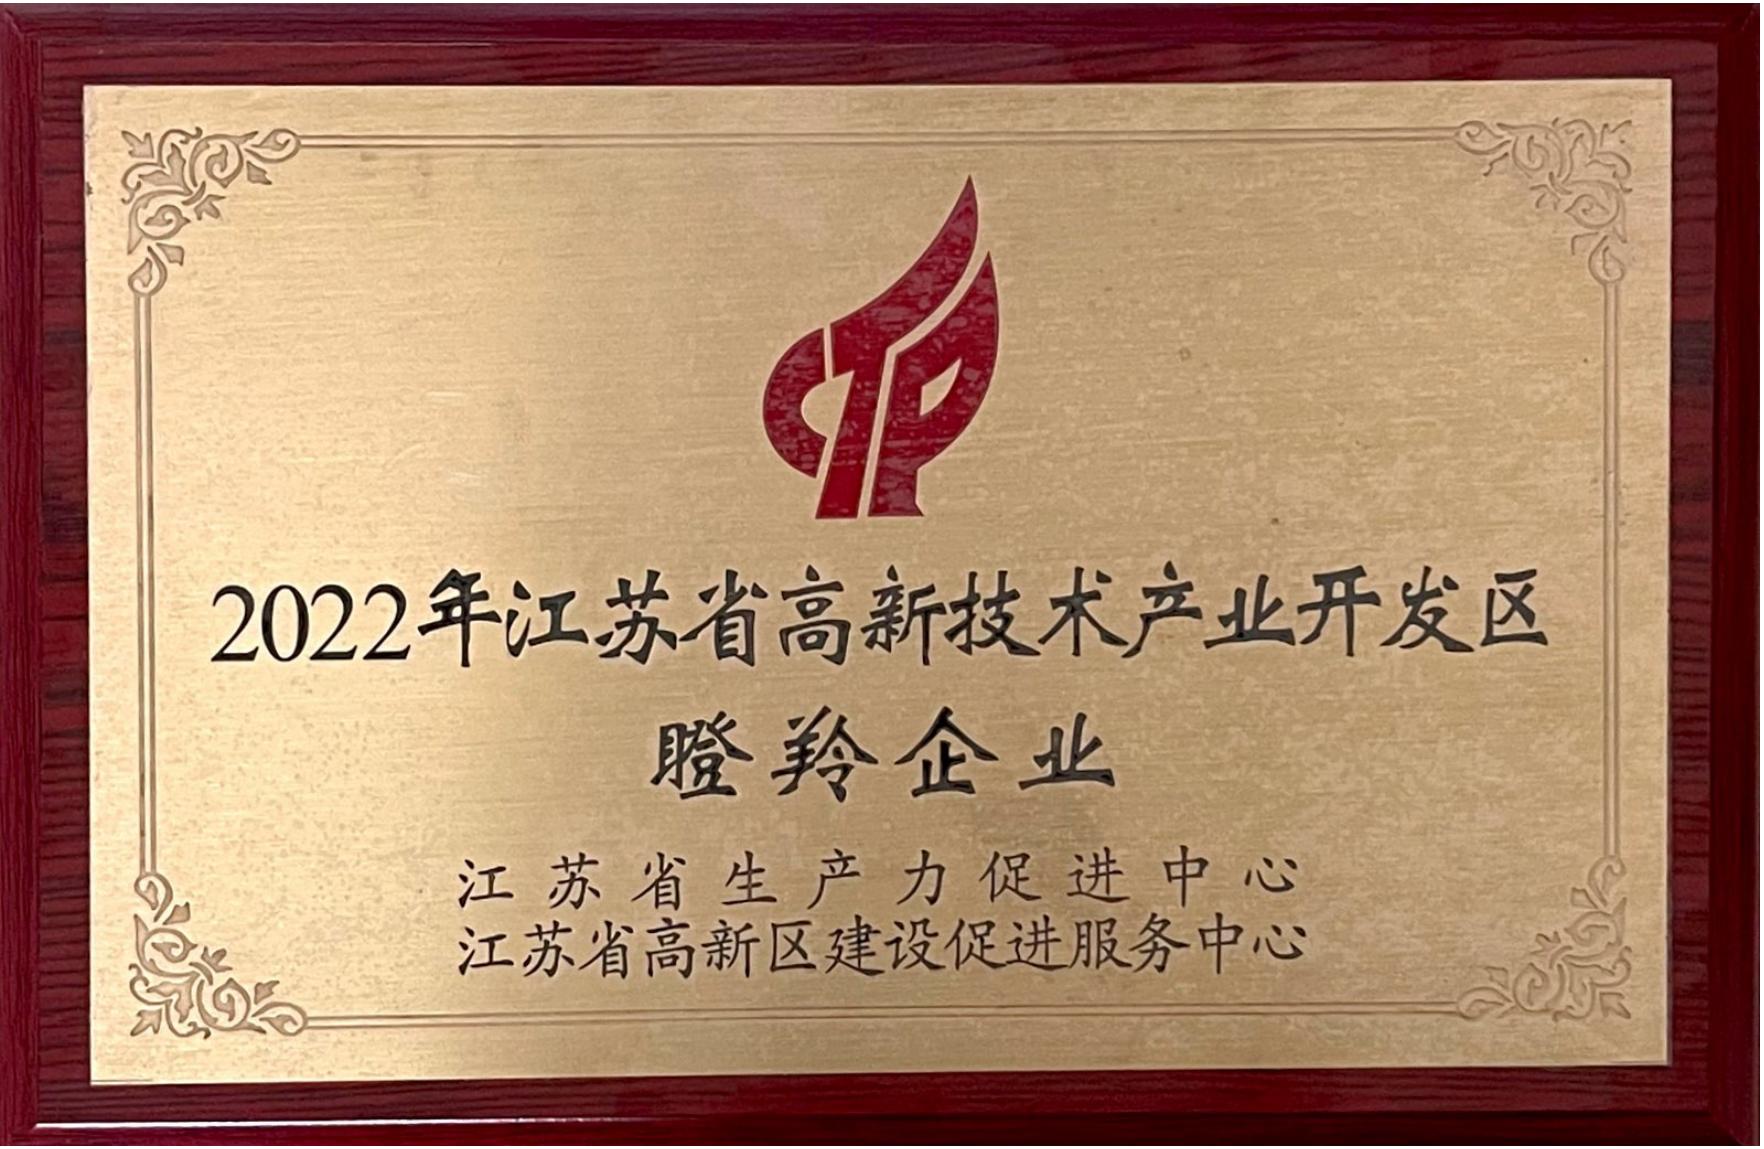 2022年江苏省高新技术产业开发区
瞪羚企业
江苏省生产力促进中心
江苏省高新区建设促进服务中心